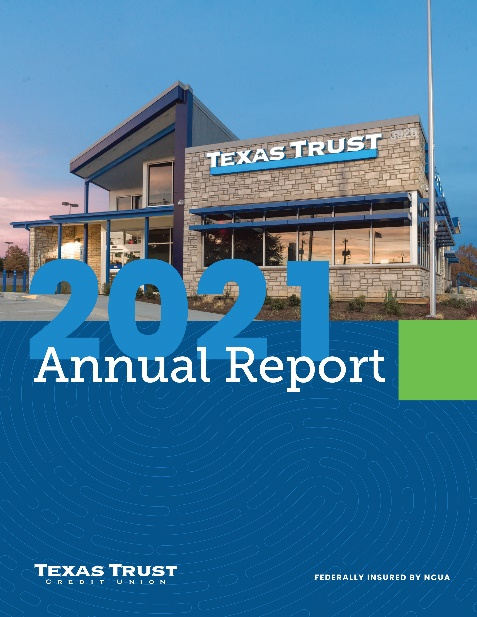 TEXAS TRUST
2021
Annual Report
TEXAS TRUST
CREDIT UNION
FEDERALLY INSURED BY NCUA